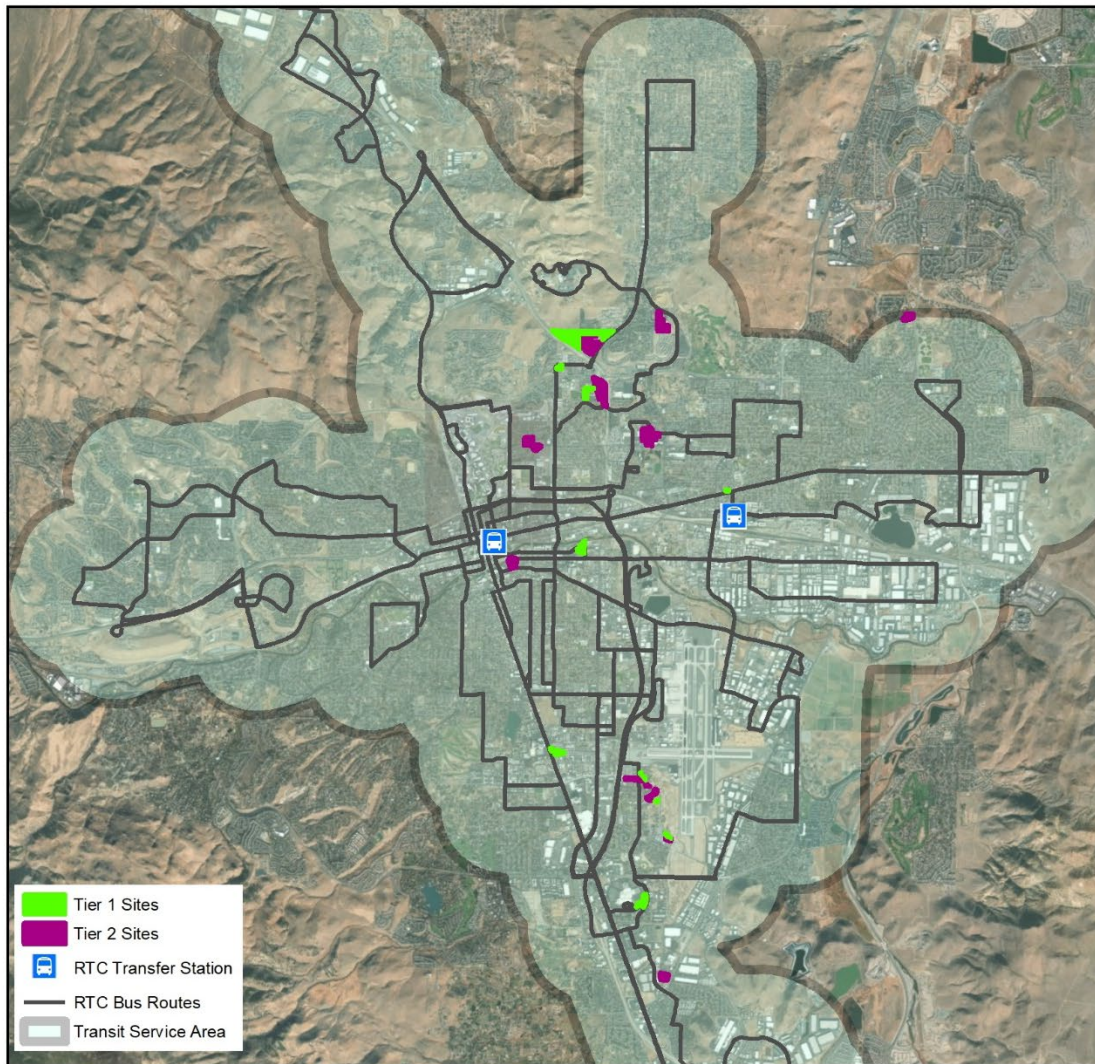 Tier 1 Sites
Tier 2 Sites
RTC Transfer Station
RTC Bus Routes
Transit Service Area